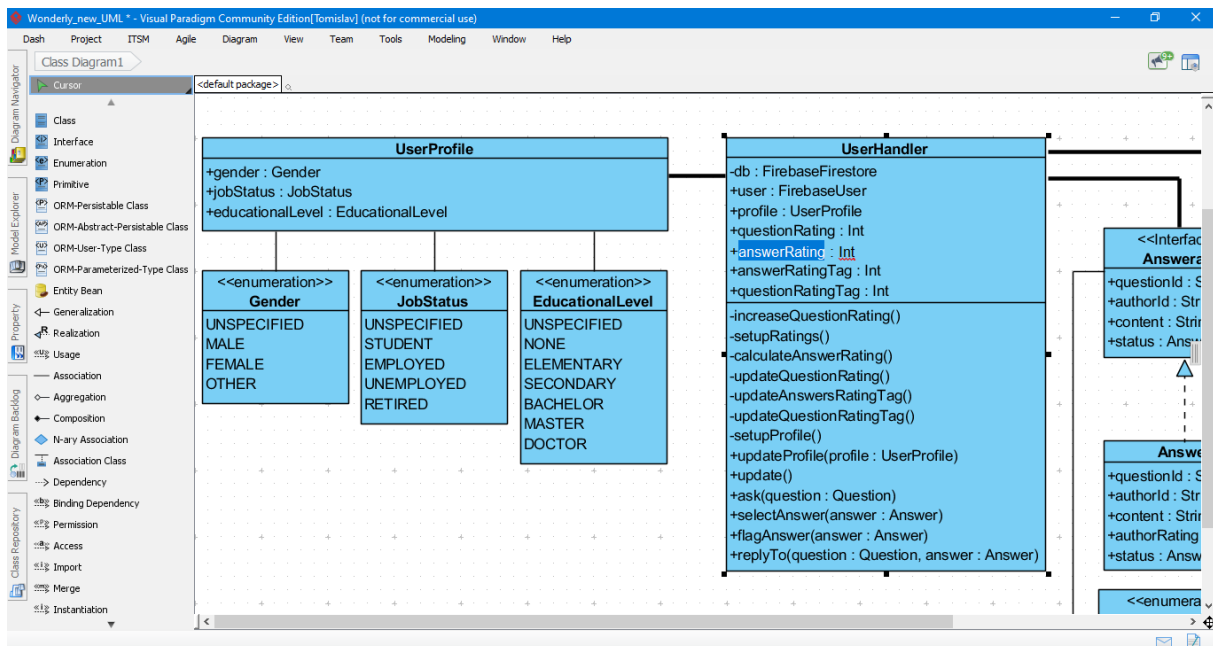 Wonderly_new_UML * - Visual Paradigm Community Edition[Tomislav] (not for commercial use)
Dash Project ITSM Agile Diagram View Team Tools Modeling Window Help
Class Diagram1
Diagram Navigator
Model Explorer
Property
Diagram Backlog
Class Repository
Cursor
Class
Interface
Enumeration
Primitive
ORM-Persistable Class
ORM-Abstract-Persistable Class
ORM-User-Type Class
ORM-Parameterized-Type Class
Entity Bean
Generalization
Realization
Usage
Association
Aggregation
Composition
N-ary Association
Association Class
Dependency
Binding Dependency
Permission
Access
Import
Merge
Instantiation
<default package>
UserProfile
+gender : Gender
+jobStatus : JobStatus
+educationalLevel : EducationalLevel
<<enumeration>>
Gender
UNSPECIFIED
MALE
FEMALE
OTHER
<<enumeration>>
JobStatus
UNSPECIFIED
STUDENT
EMPLOYED
UNEMPLOYED
RETIRED
<<enumeration>>
EducationalLevel
UNSPECIFIED
NONE
ELEMENTARY
SECONDARY
BACHELOR
MASTER
DOCTOR
UserHandler
-db : FirebaseFirestore
+user : FirebaseUser
+profile : UserProfile
+questionRating : Int
+answerRating : Int
+answerRatingTag : Int
+questionRatingTag : Int
-increaseQuestionRating()
-setupRatings()
-calculateAnswerRating()
-updateQuestionRating()
-updateAnswersRatingTag()
-updateQuestionRatingTag()
-setupProfile()
+updateProfile(profile : UserProfile)
+update()
+ask(question : Question)
+selectAnswer(answer : Answer)
+flagAnswer(answer : Answer)
+replyTo(question : Question, answer : Answer)
<<Interfac
Answera
+questionId : S
+authorId : Str
+content : Strin
+status : Answ
Answe
+questionId : S
+authorId : Str
+content : Strin
+authorRating
+status : Answ
<<enumera